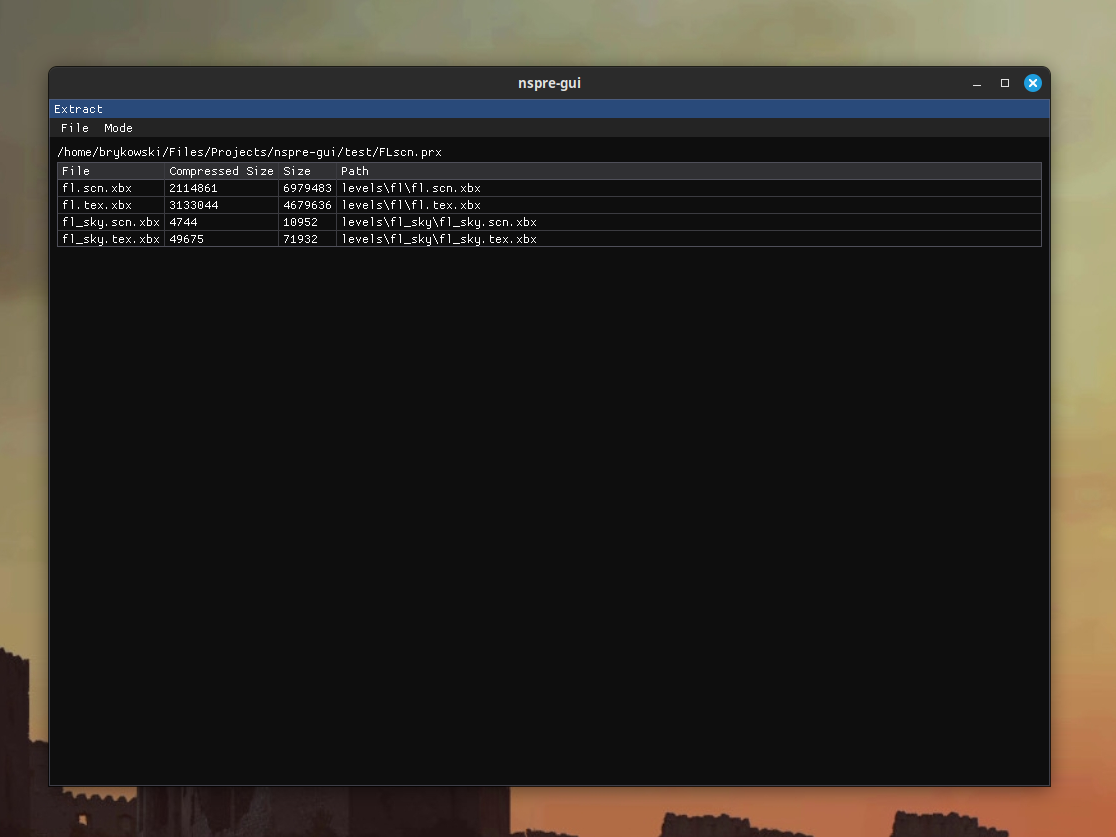 nspre-gui
Extract
File Mode
/home/brykowski/Files/Projects/nspre-gui/test/FLscn.prx
File Compressed Size Size Path
fl.scn.xbx 2114861 6979483 levels\fl\fl.scn.xbx
fl.tex.xbx 3133044 4679636 levels\fl\fl.tex.xbx
fl_sky.scn.xbx 4744 10952 levels\fl_sky\fl_sky.scn.xbx
fl_sky.tex.xbx 49675 71932 levels\fl_sky\fl_sky.tex.xbx